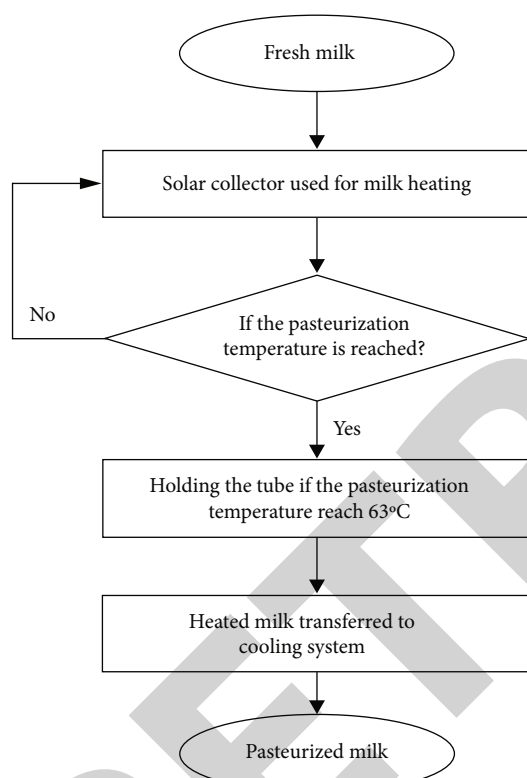 Fresh milk
Solar collector used for milk heating
No
If the pasteurization
temperature is reached?
Yes
Holding the tube if the pasteurization
temperature reach 63ºC
Heated milk transferred to
cooling system
Pasteurized milk